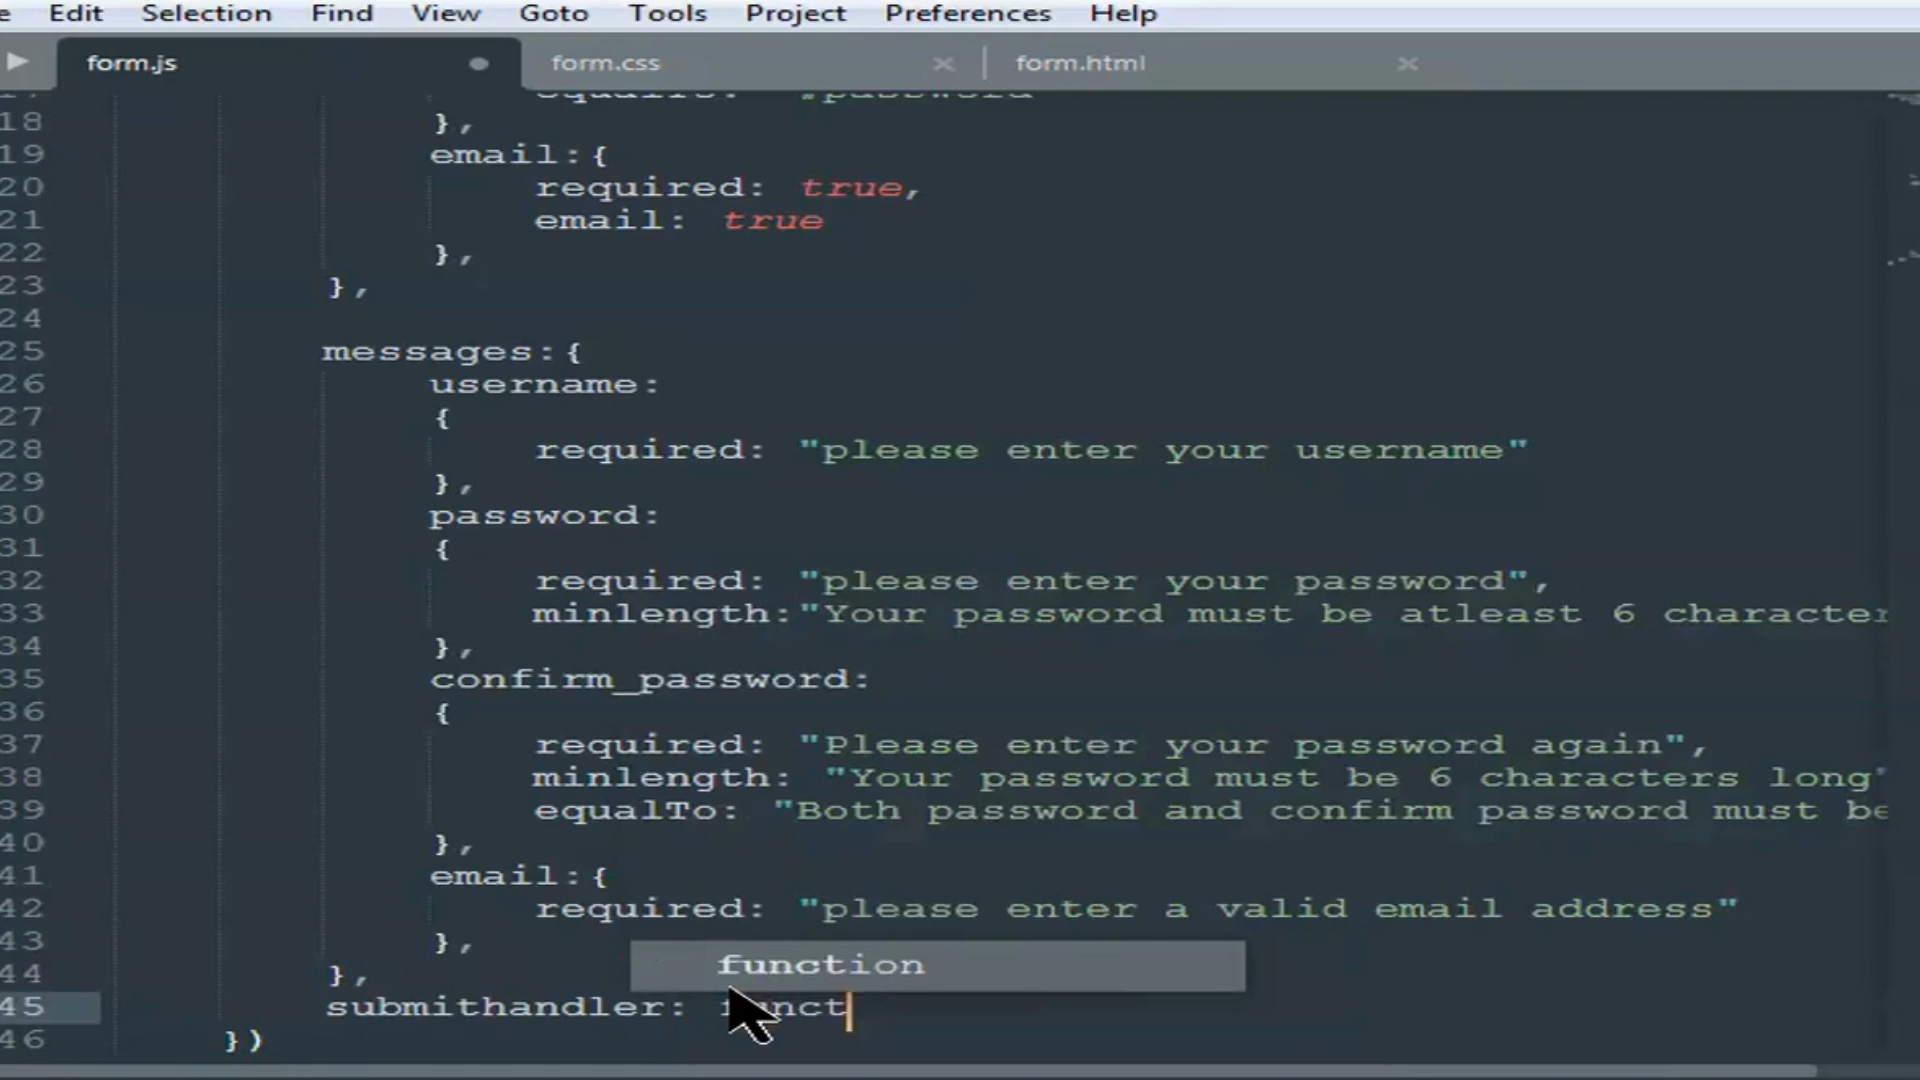 Edit Selection Find View Goto Tools Project Preferences Help
form.js form.css form.html
18 },
19 email:{
20 required: true,
21 email: true
22 },
23 },
24
25 messages:{
26 username:
27 {
28 required: "please enter your username"
29 },
30 password:
31 {
32 required: "please enter your password",
33 minlength:"Your password must be atleast 6 character
34 },
35 confirm_password:
36 {
37 required: "Please enter your password again",
38 minlength: "Your password must be 6 characters long"
39 equalTo: "Both password and confirm password must be
40 },
41 email:{
42 required: "please enter a valid email address"
43 },
function
44 },
45 submithandler: funct
46 })